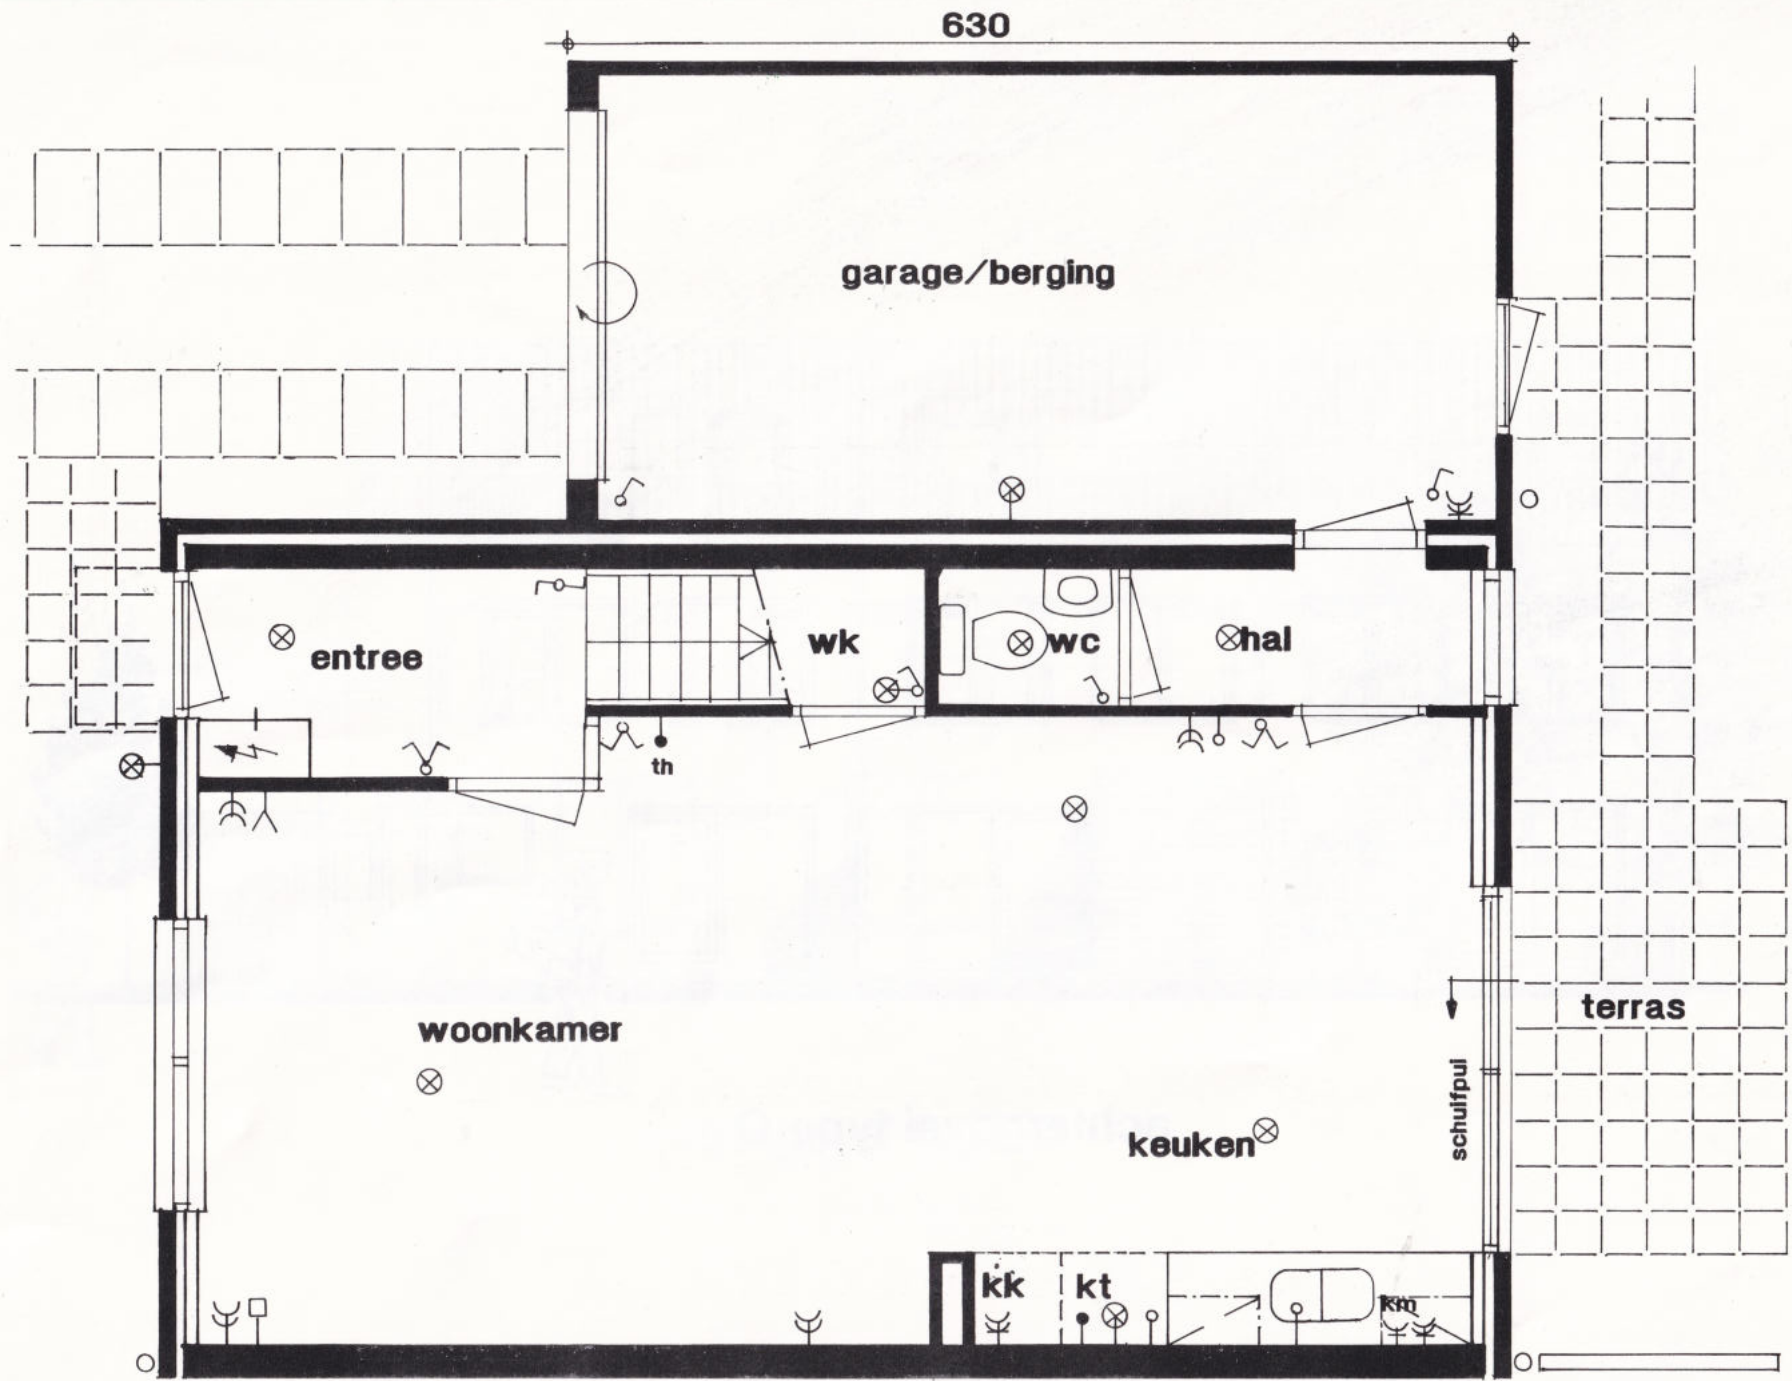 630
garage/berging
entree
wk
wc
hal
th
woonkamer
terras
schuifpui
keuken
kk
kt
km